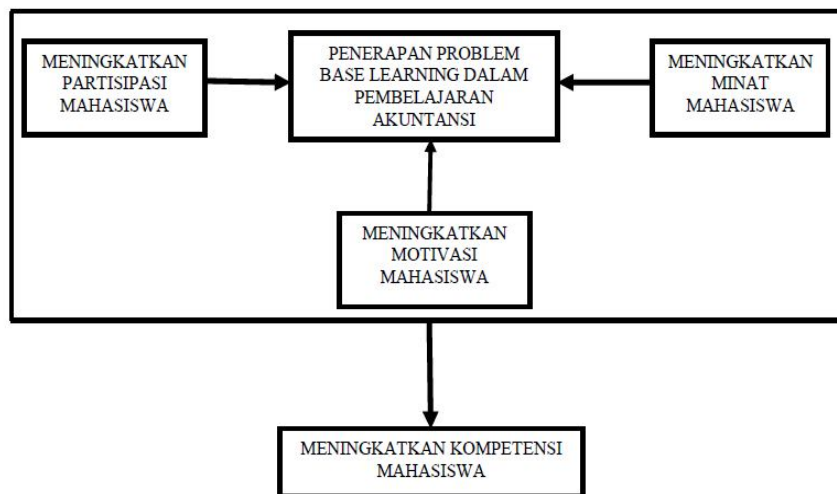 MENINGKATKAN
PARTISIPASI
MAHASISWA
PENERAPAN PROBLEM
BASE LEARNING DALAM
PEMBELAJARAN
AKUNTANSI
MENINGKATKAN
MINAT
MAHASISWA
MENINGKATKAN
MOTIVASI
MAHASISWA
MENINGKATKAN KOMPETENSI
MAHASISWA